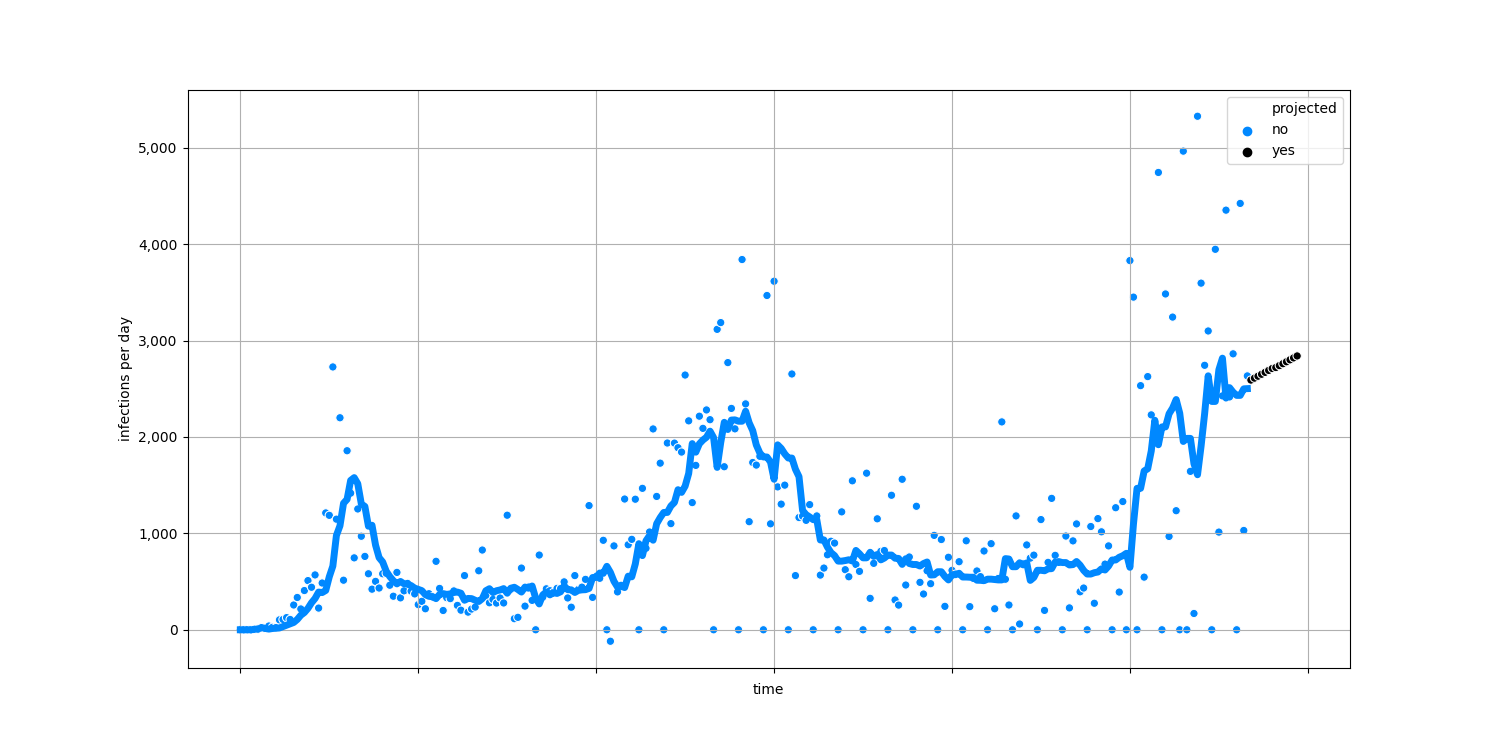 projected
no
yes
5,000
4,000
3,000
2,000
1,000
0
infections per day
time